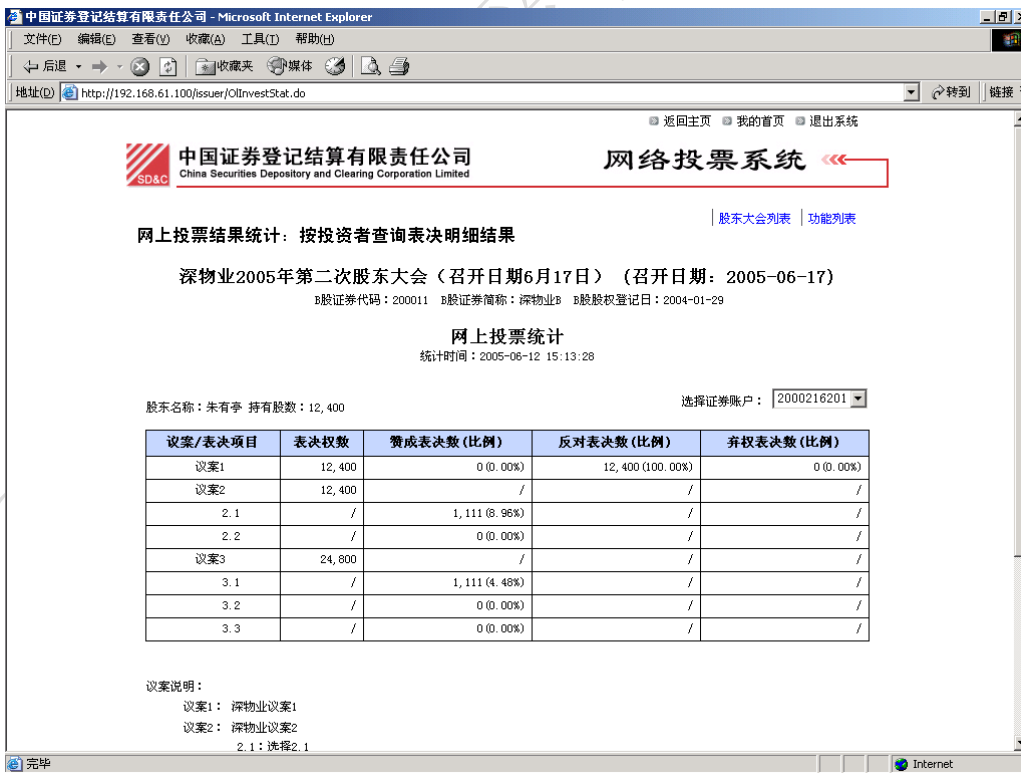 中国证券登记结算有限责任公司 - Microsoft Internet Explorer
文件(F) 编辑(E) 查看(V) 收藏(A) 工具(T) 帮助(H)
后退 收藏夹 媒体
地址(D) http://192.168.61.100/issuer/OlInvestStat.do 转到 链接
返回主页 我的首页 退出系统
SD&C 中国证券登记结算有限责任公司 网络投票系统
China Securities Depository and Clearing Corporation Limited
股东大会列表 功能列表
网上投票结果统计：按投资者查询表决明细结果
深物业2005年第二次股东大会（召开日期6月17日） (召开日期：2005-06-17)
B股证券代码：200011 B股证券简称：深物业B B股股权登记日：2004-01-29
网上投票统计
统计时间：2005-06-12 15:13:28
股东名称：朱有亭 持有股数：12,400 选择证券账户： 2000216201
议案/表决项目 表决权数 赞成表决数(比例) 反对表决数(比例) 弃权表决数(比例)
议案1 12,400 0(0.00%) 12,400(100.00%) 0(0.00%)
议案2 12,400 / / /
2.1 / 1,111(8.96%) / /
2.2 / 0(0.00%) / /
议案3 24,800 / / /
3.1 / 1,111(4.48%) / /
3.2 / 0(0.00%) / /
3.3 / 0(0.00%) / /
议案说明：
议案1： 深物业议案1
议案2： 深物业议案2
2.1：选择2.1
完毕 Internet